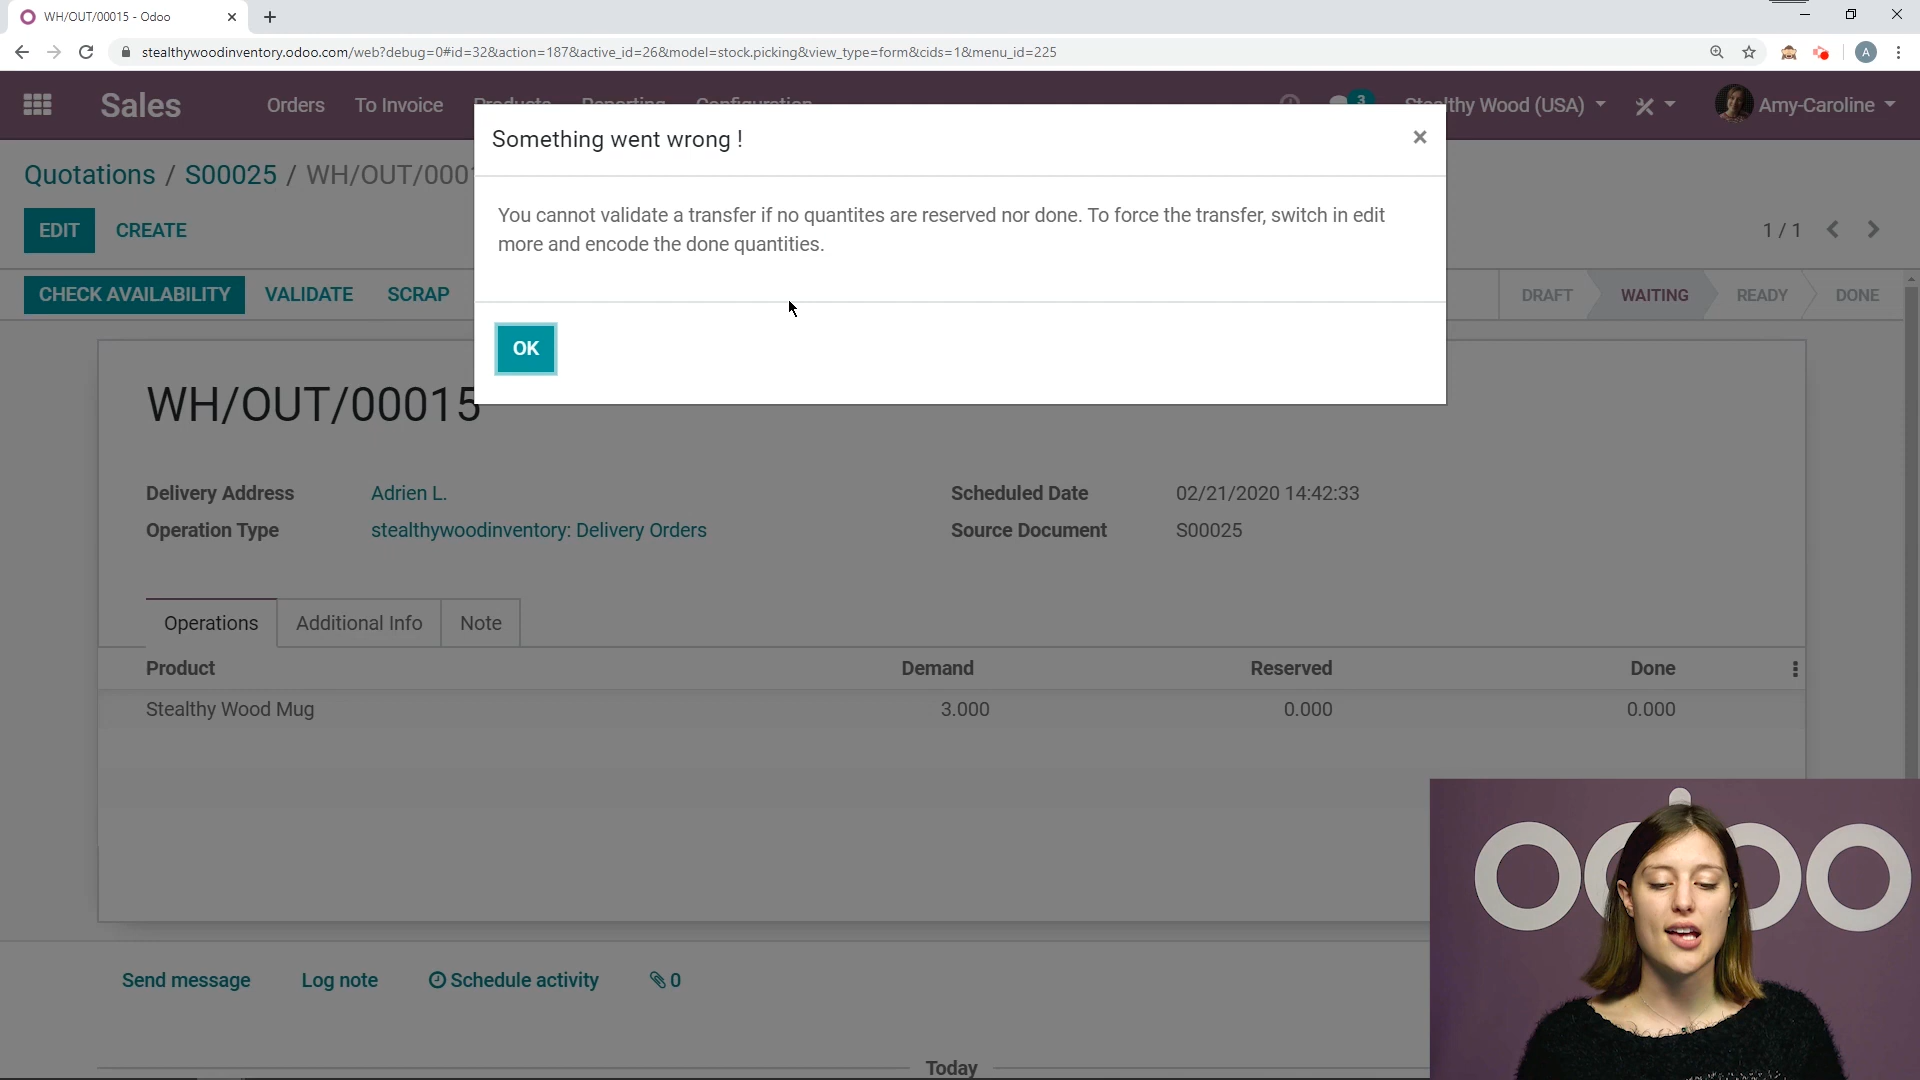 WH/OUT/00015 - Odoo
stealthywoodinventory.odoo.com/web?debug=0#id=32&action=187&active_id=26&model=stock.picking&view_type=form&cids=1&menu_id=225
A
Sales Orders To Invoice Products Reporting Configuration 3 Stealthy Wood (USA) Amy-Caroline
Something went wrong !
Quotations / S00025 / WH/OUT/0001
You cannot validate a transfer if no quantites are reserved nor done. To force the transfer, switch in edit
more and encode the done quantities.
EDIT CREATE 1 / 1
CHECK AVAILABILITY VALIDATE SCRAP DRAFT WAITING READY DONE
OK
WH/OUT/00015
Delivery Address Adrien L. Scheduled Date 02/21/2020 14:42:33
Operation Type stealthywoodinventory: Delivery Orders Source Document S00025
Operations Additional Info Note
Product Demand Reserved Done
Stealthy Wood Mug 3.000 0.000 0.000
odoo
Send message Log note Schedule activity 0
Today